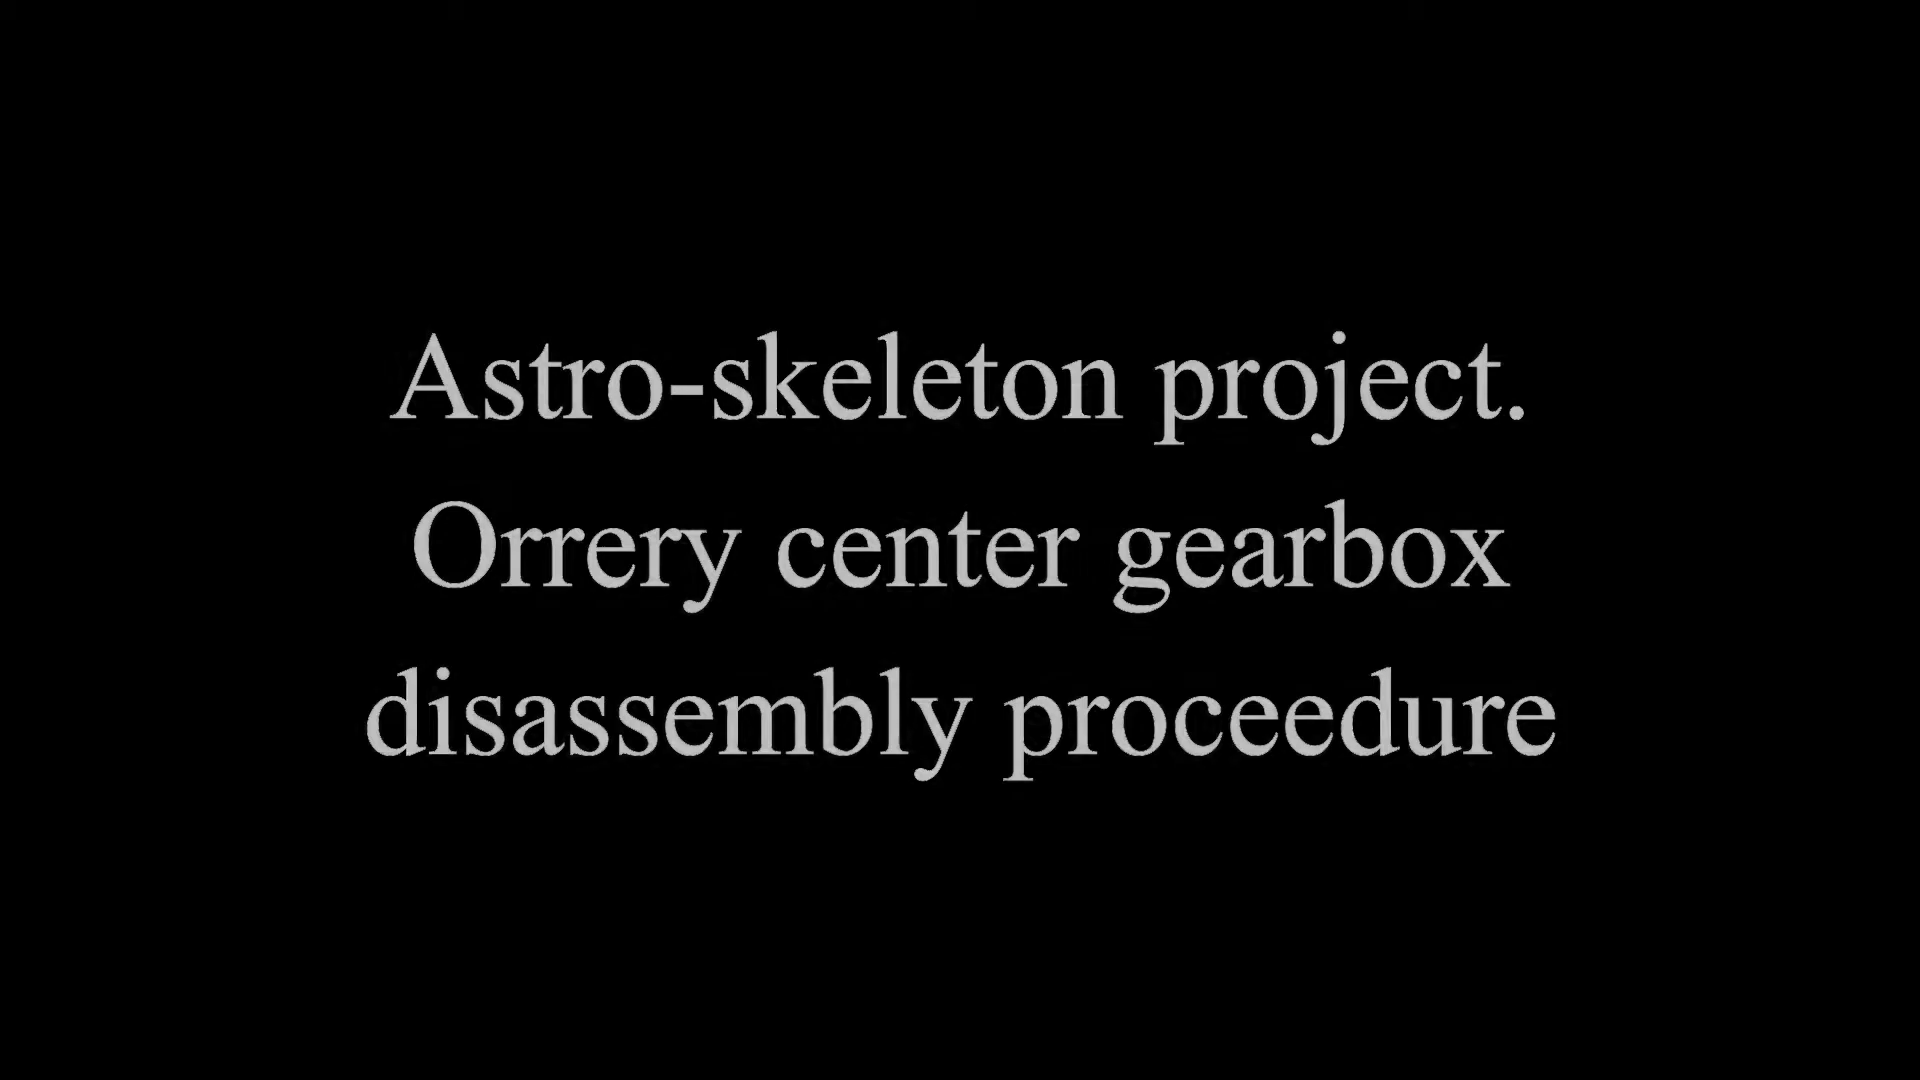 Astro-skeleton project.
Orrery center gearbox
disassembly proceedure